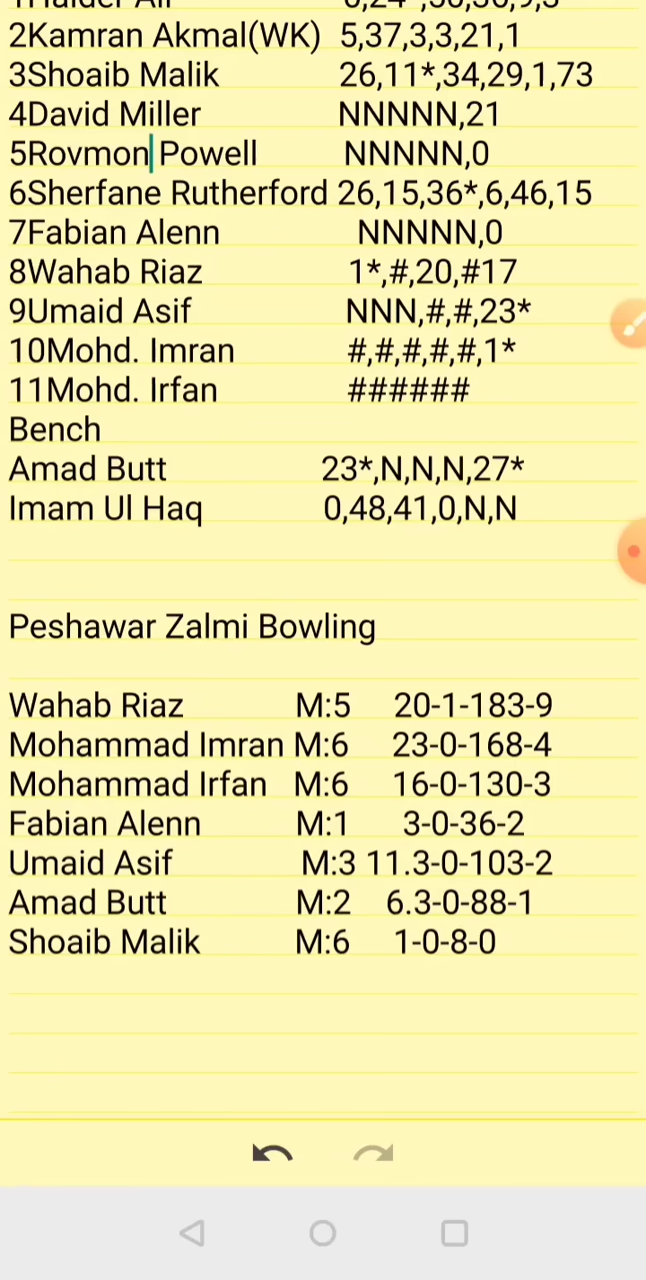 2Kamran Akmal(WK) 5,37,3,3,21,1
3Shoaib Malik 26,11*,34,29,1,73
4David Miller NNNNN,21
5Rovmon Powell NNNNN,0
6Sherfane Rutherford 26,15,36*,6,46,15
7Fabian Alenn NNNNN,0
8Wahab Riaz 1*,#,20,#17
9Umaid Asif NNN,#,#,23*
10Mohd. Imran #,#,#,#,#,1*
11Mohd. Irfan ######
Bench
Amad Butt 23*,N,N,N,27*
Imam Ul Haq 0,48,41,0,N,N
Peshawar Zalmi Bowling
Wahab Riaz M:5 20-1-183-9
Mohammad Imran M:6 23-0-168-4
Mohammad Irfan M:6 16-0-130-3
Fabian Alenn M:1 3-0-36-2
Umaid Asif M:3 11.3-0-103-2
Amad Butt M:2 6.3-0-88-1
Shoaib Malik M:6 1-0-8-0